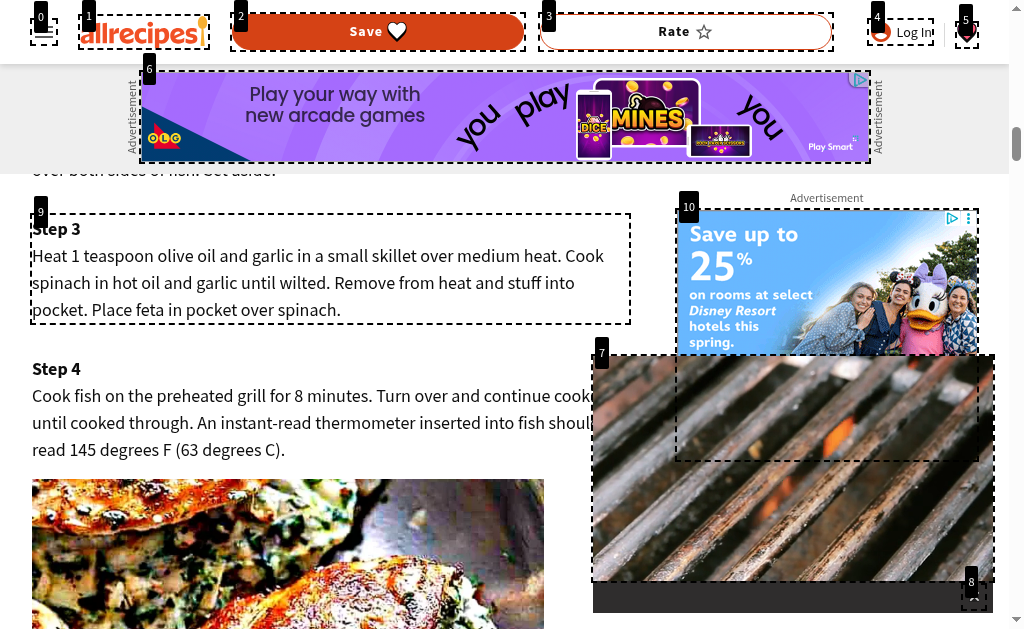 0
1
2
3
4
5
allrecipes
Save
Rate
Log In
6
Advertisement
Play your way with
new arcade games
OLG
you play
DICE
MINES
you
Play Smart
Advertisement
over both sides of fish. Set aside.
9
Step 3
Heat 1 teaspoon olive oil and garlic in a small skillet over medium heat. Cook
spinach in hot oil and garlic until wilted. Remove from heat and stuff into
pocket. Place feta in pocket over spinach.
Advertisement
10
Save up to
25%
on rooms at select
Disney Resort
hotels this
spring.
7
Step 4
Cook fish on the preheated grill for 8 minutes. Turn over and continue cook
until cooked through. An instant-read thermometer inserted into fish shoul
read 145 degrees F (63 degrees C).
8